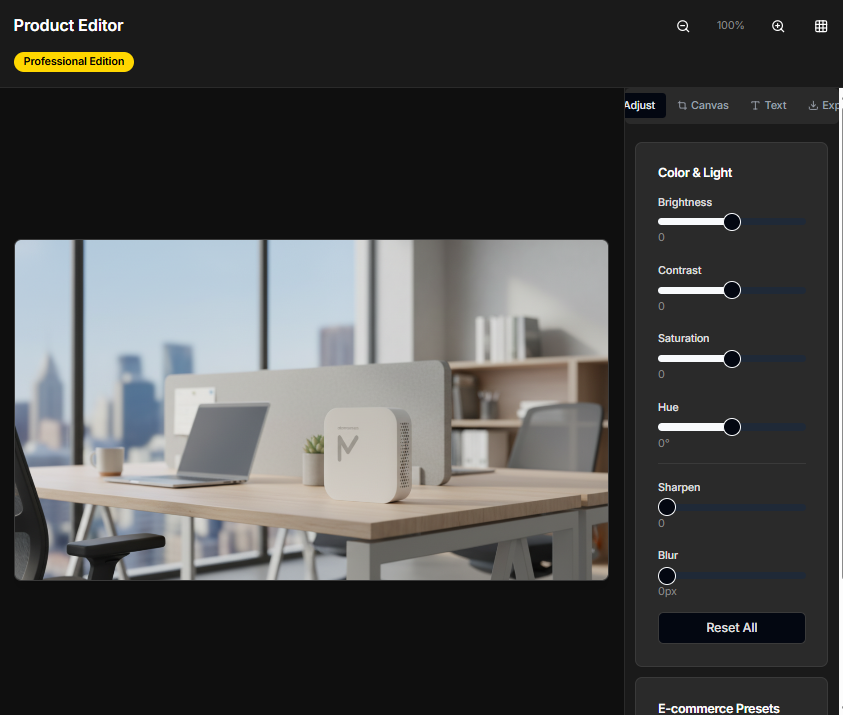 Product Editor
100%
Professional Edition
Adjust
Canvas
Text
Exp
Color & Light
Brightness
0
Contrast
0
Saturation
0
Hue
0°
Sharpen
0
Blur
0px
Reset All
E-commerce Presets